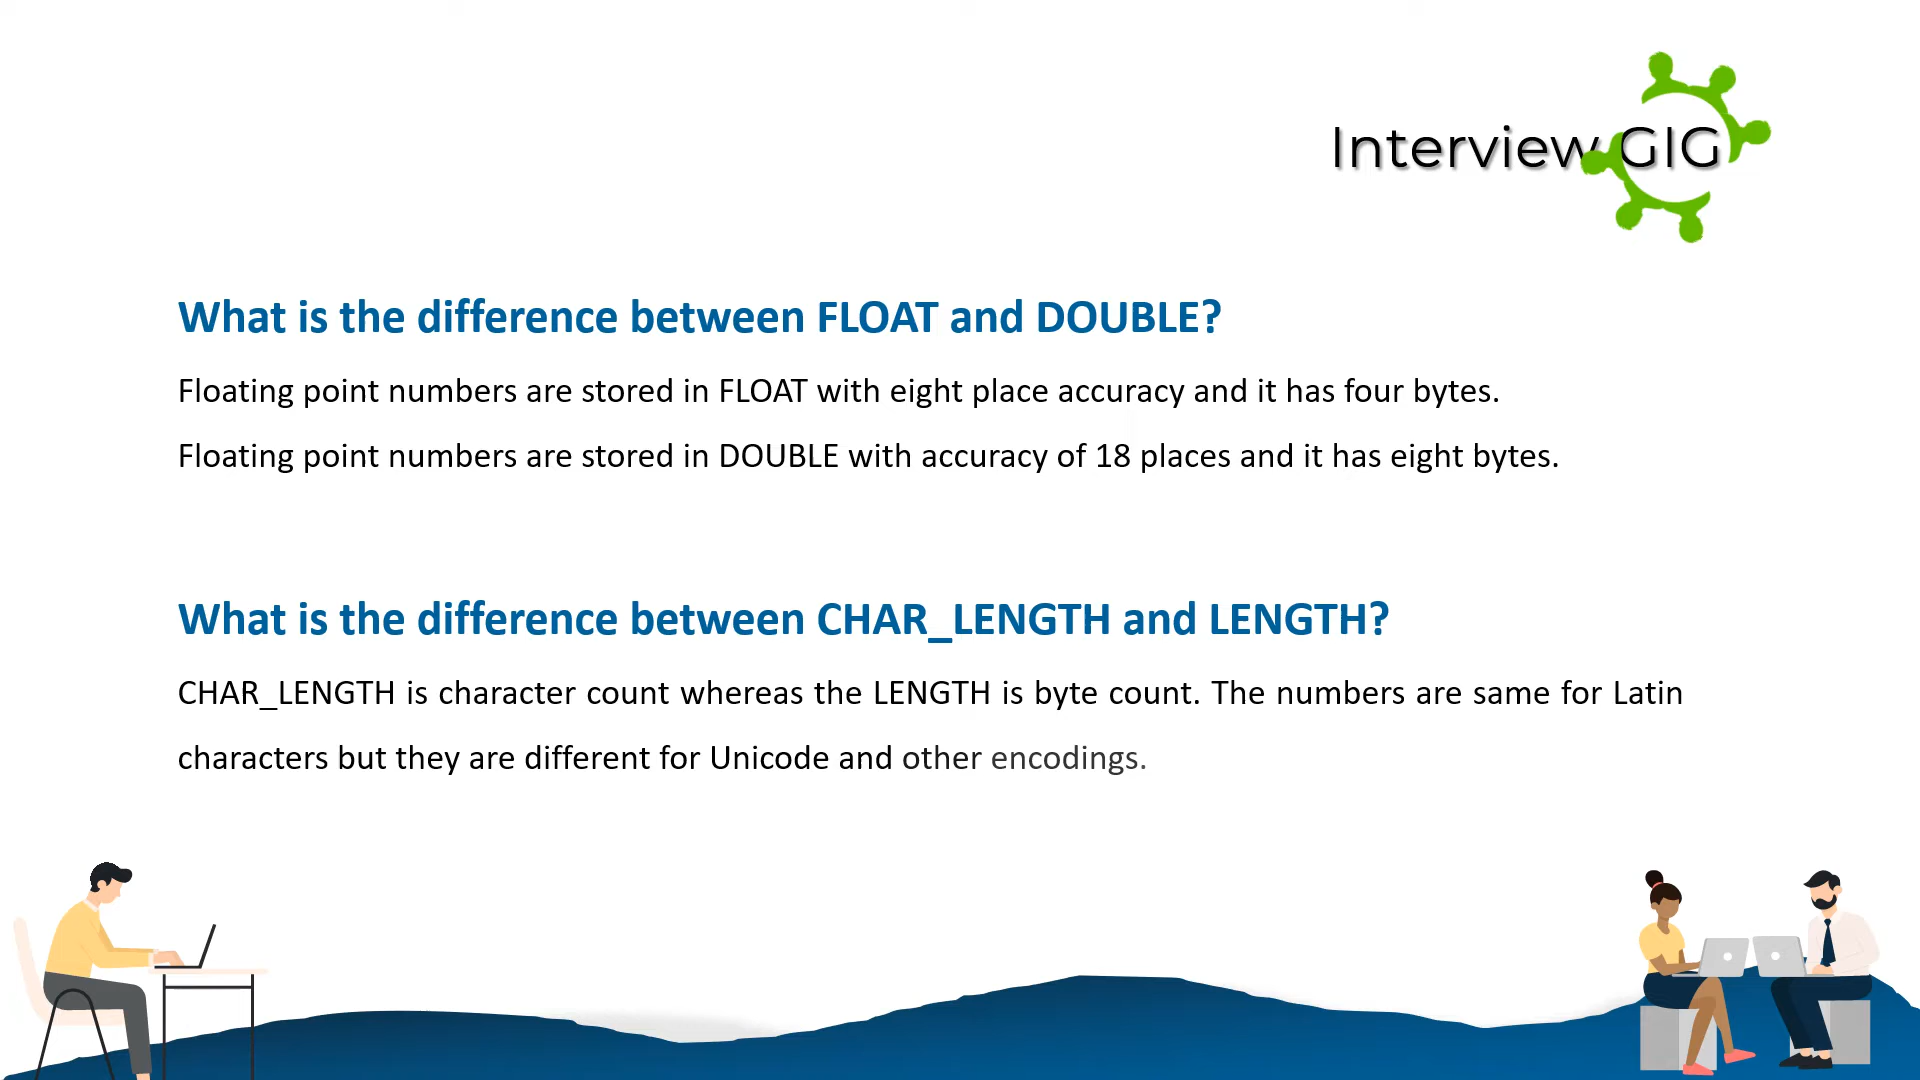 Interview GIG
What is the difference between FLOAT and DOUBLE?
Floating point numbers are stored in FLOAT with eight place accuracy and it has four bytes.
Floating point numbers are stored in DOUBLE with accuracy of 18 places and it has eight bytes.
What is the difference between CHAR_LENGTH and LENGTH?
CHAR_LENGTH is character count whereas the LENGTH is byte count. The numbers are same for Latin
characters but they are different for Unicode and other encodings.